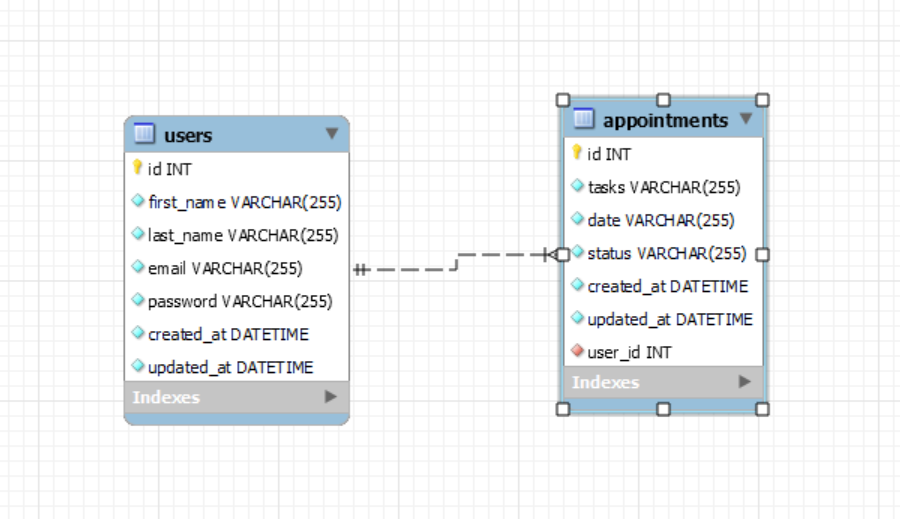 users
id INT
first_name VARCHAR(255)
last_name VARCHAR(255)
email VARCHAR(255)
password VARCHAR(255)
created_at DATETIME
updated_at DATETIME
Indexes
appointments
id INT
tasks VARCHAR(255)
date VARCHAR(255)
status VARCHAR(255)
created_at DATETIME
updated_at DATETIME
user_id INT
Indexes